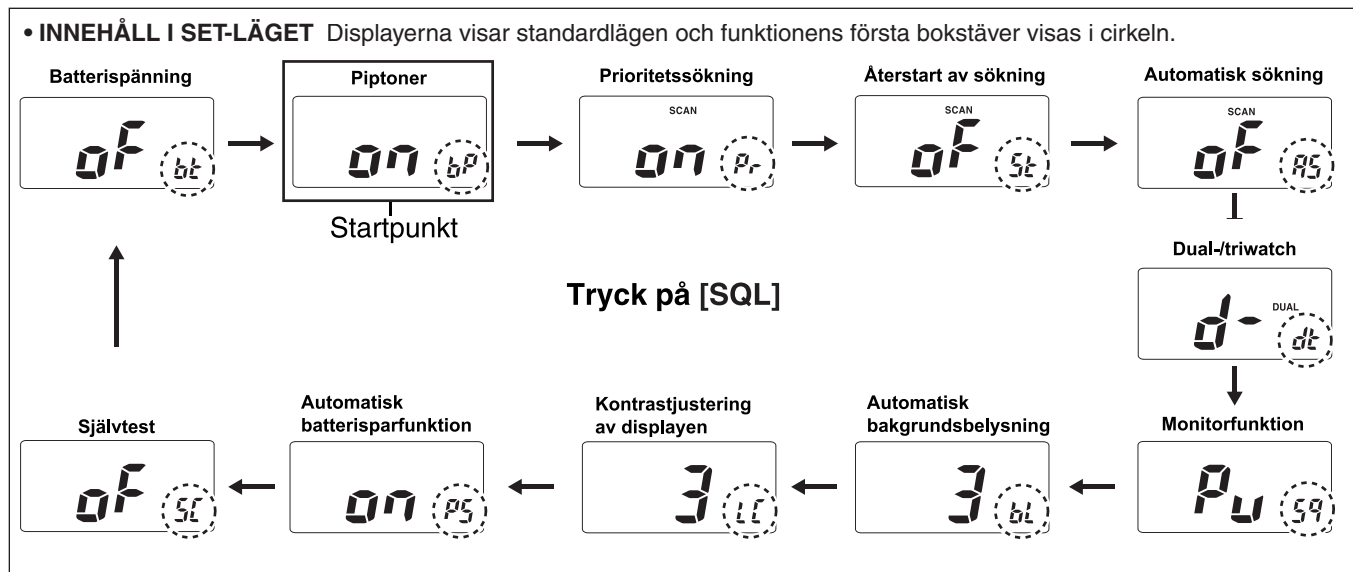 • INNEHÅLL I SET-LÄGET Displayerna visar standardlägen och funktionens första bokstäver visas i cirkeln.
Batterispänning
oF bt
Piptoner
on bP
Startpunkt
Prioritetssökning
SCAN
on Pr
Återstart av sökning
SCAN
oF St
Automatisk sökning
SCAN
oF AS
Dual-/triwatch
d- DUAL dt
Tryck på [SQL]
Monitorfunktion
Pu S9
Automatisk
bakgrundsbelysning
3 bL
Kontrastjustering
av displayen
3 LC
Automatisk
batterisparfunktion
on PS
Självtest
oF SC